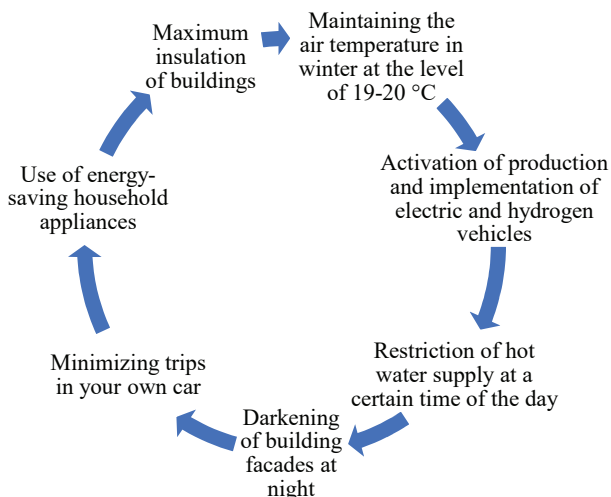 Maximum
insulation
of buildings
Maintaining the
air temperature in
winter at the level
of 19-20 °C
Activation of production
and implementation of
electric and hydrogen
vehicles
Restriction of hot
water supply at a
certain time of the day
Darkening
of building
facades at
night
Minimizing trips
in your own car
Use of energy-
saving household
appliances